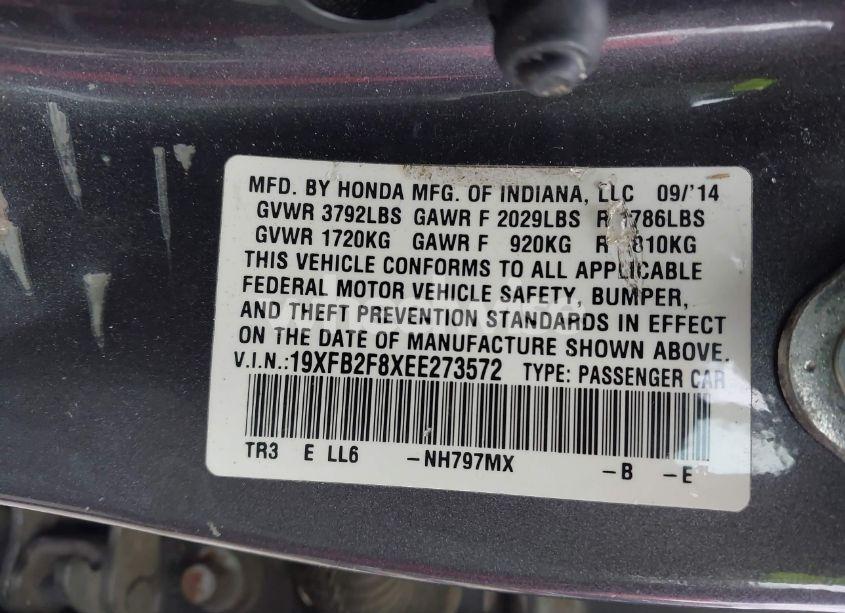 MFD. BY HONDA MFG. OF INDIANA, LLC 09/'14
GVWR 3792LBS GAWR F 2029LBS R 1786LBS
GVWR 1720KG GAWR F 920KG R 810KG
THIS VEHICLE CONFORMS TO ALL APPLICABLE
FEDERAL MOTOR VEHICLE SAFETY, BUMPER,
AND THEFT PREVENTION STANDARDS IN EFFECT
ON THE DATE OF MANUFACTURE SHOWN ABOVE.
V.I.N.:19XFB2F8XEE273572 TYPE: PASSENGER CAR
TR3 E LL6 -NH797MX -B -E